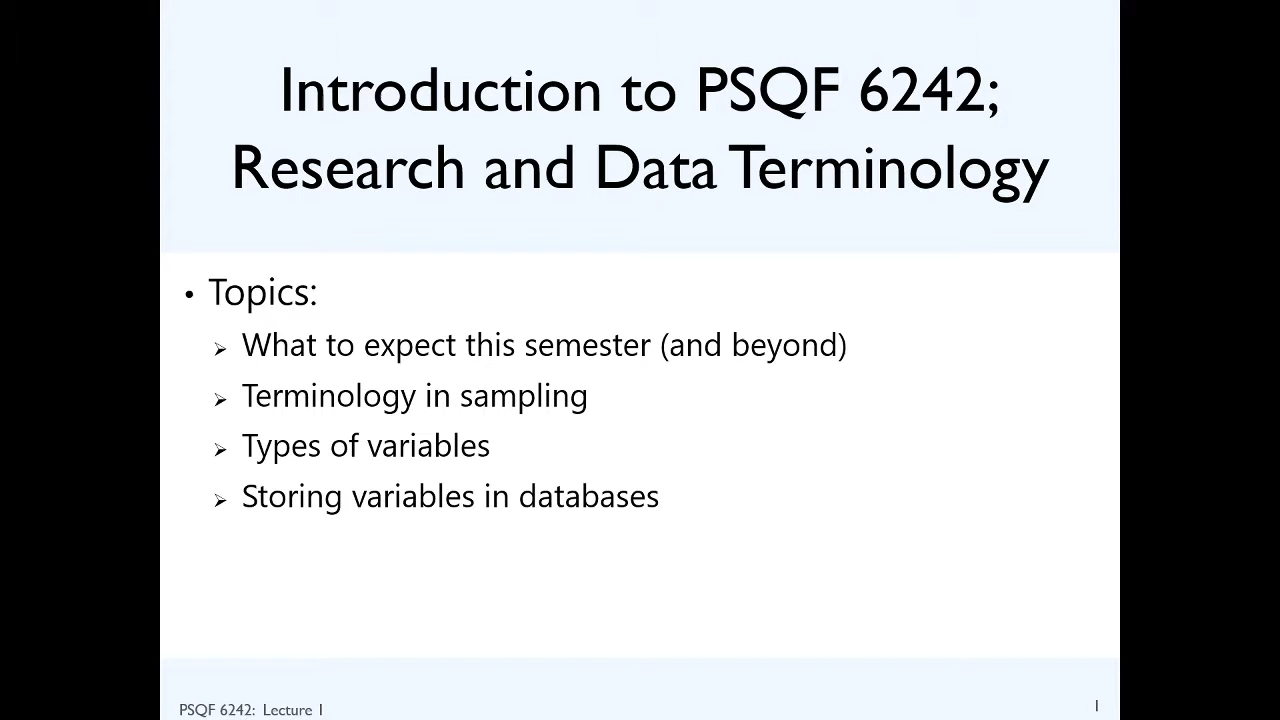 Introduction to PSQF 6242;
Research and Data Terminology
• Topics:
➢ What to expect this semester (and beyond)
➢ Terminology in sampling
➢ Types of variables
➢ Storing variables in databases
PSQF 6242: Lecture 1
1